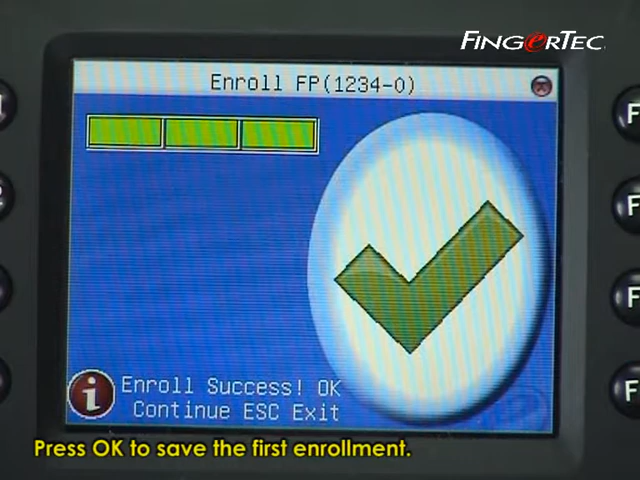 FINGERTEC
Enroll FP(1234-0)
Enroll Success! OK
Continue ESC Exit
Press OK to save the first enrollment.